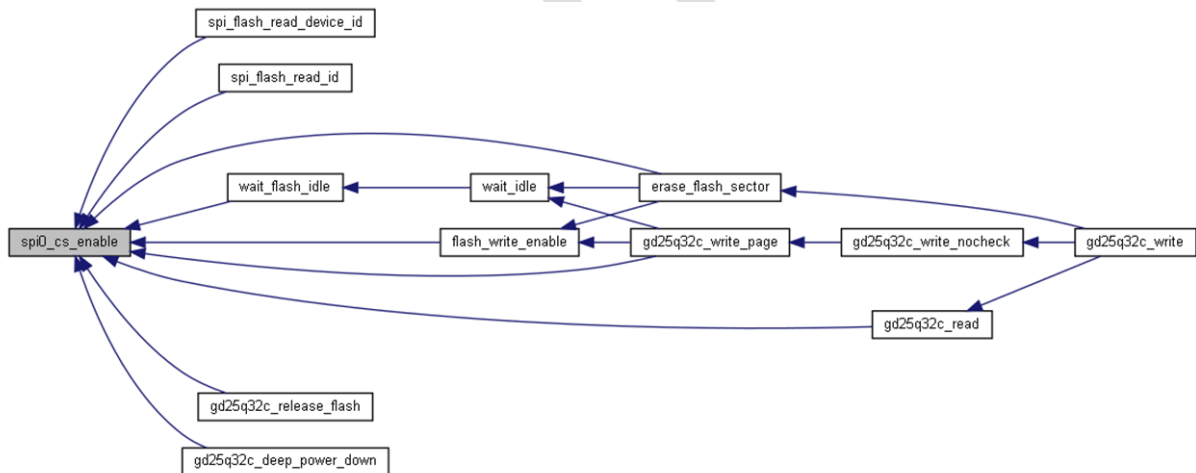 spi_flash_read_device_id
spi_flash_read_id
wait_flash_idle
wait_idle
erase_flash_sector
spi0_cs_enable
flash_write_enable
gd25q32c_write_page
gd25q32c_write_nocheck
gd25q32c_write
gd25q32c_read
gd25q32c_release_flash
gd25q32c_deep_power_down